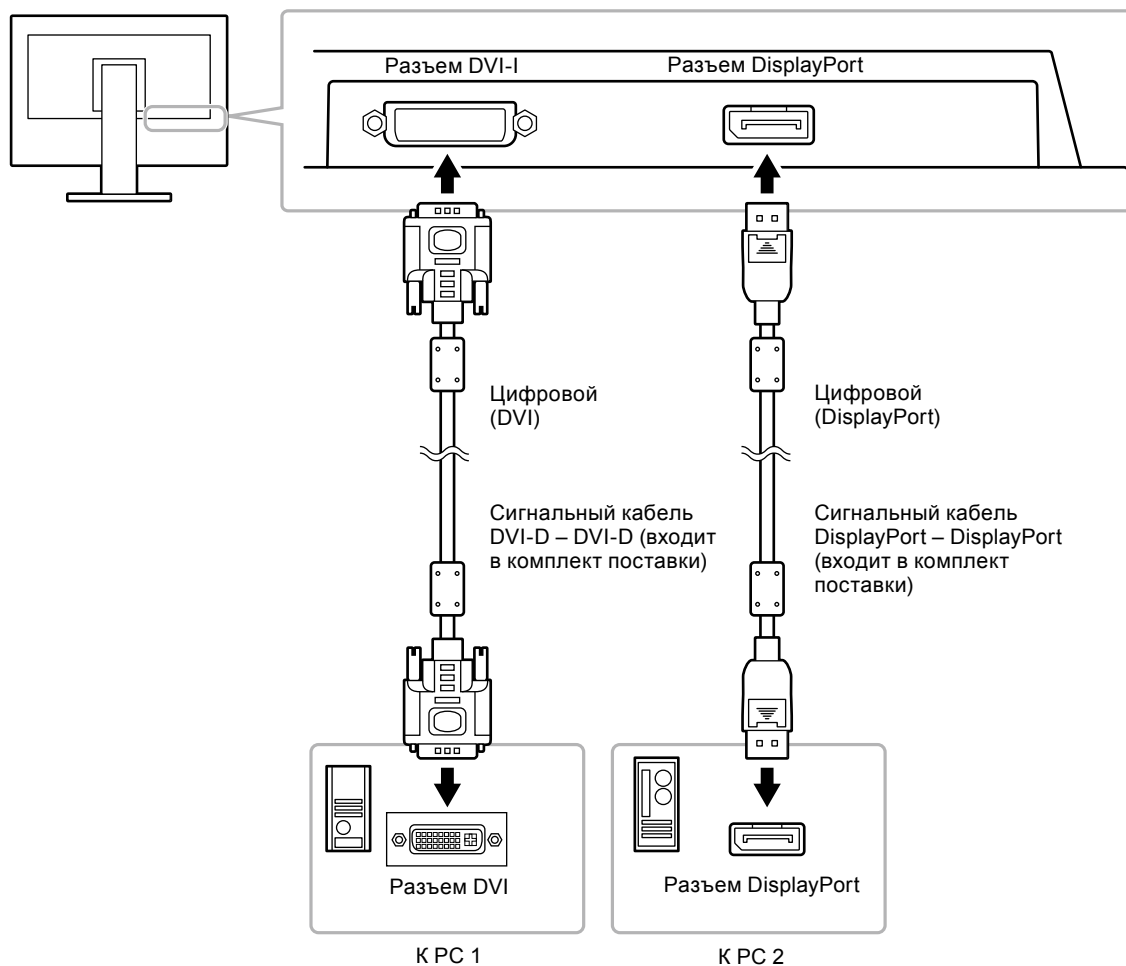 Разъем DVI-I
Разъем DisplayPort
Цифровой
(DVI)
Цифровой
(DisplayPort)
Сигнальный кабель
DVI-D – DVI-D (входит
в комплект поставки)
Сигнальный кабель
DisplayPort – DisplayPort
(входит в комплект
поставки)
Разъем DVI
Разъем DisplayPort
К PC 1
К PC 2